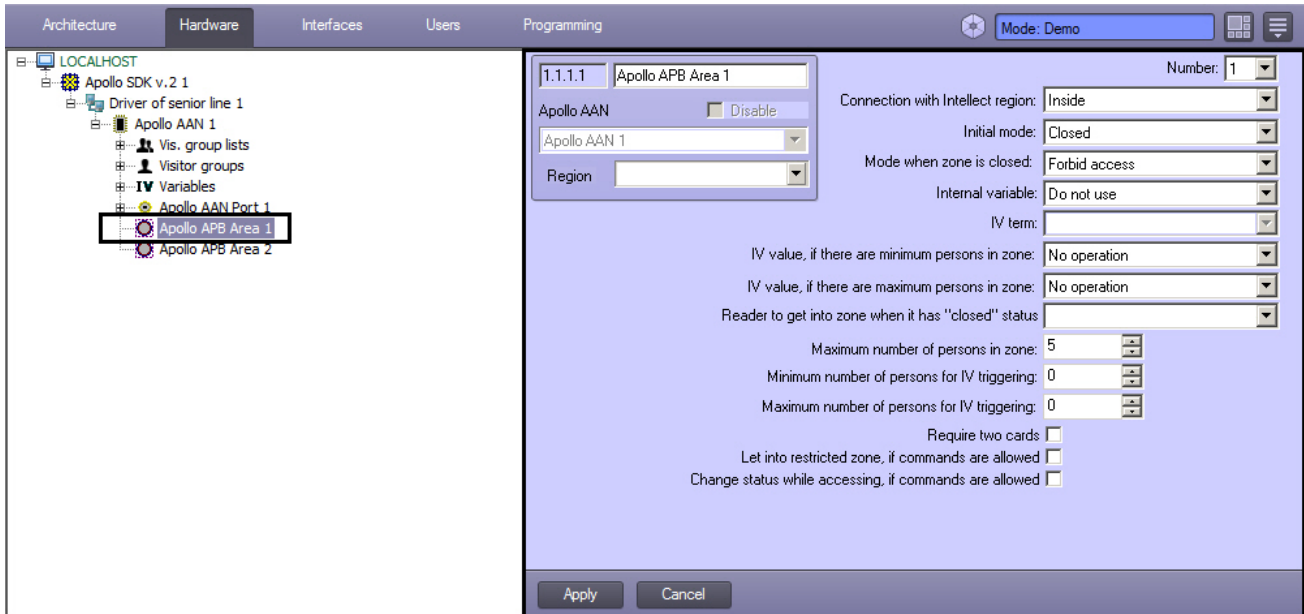 Architecture Hardware Interfaces Users Programming Mode: Demo
LOCALHOST
Apollo SDK v.2 1
Driver of senior line 1
Apollo AAN 1
Vis. group lists
Visitor groups
IV Variables
Apollo AAN Port 1
Apollo APB Area 1
Apollo APB Area 2
1.1.1.1 Apollo APB Area 1
Apollo AAN Disable
Apollo AAN 1
Region
Number: 1
Connection with Intellect region: Inside
Initial mode: Closed
Mode when zone is closed: Forbid access
Internal variable: Do not use
IV term:
IV value, if there are minimum persons in zone: No operation
IV value, if there are maximum persons in zone: No operation
Reader to get into zone when it has "closed" status
Maximum number of persons in zone: 5
Minimum number of persons for IV triggering: 0
Maximum number of persons for IV triggering: 0
Require two cards
Let into restricted zone, if commands are allowed
Change status while accessing, if commands are allowed
Apply Cancel